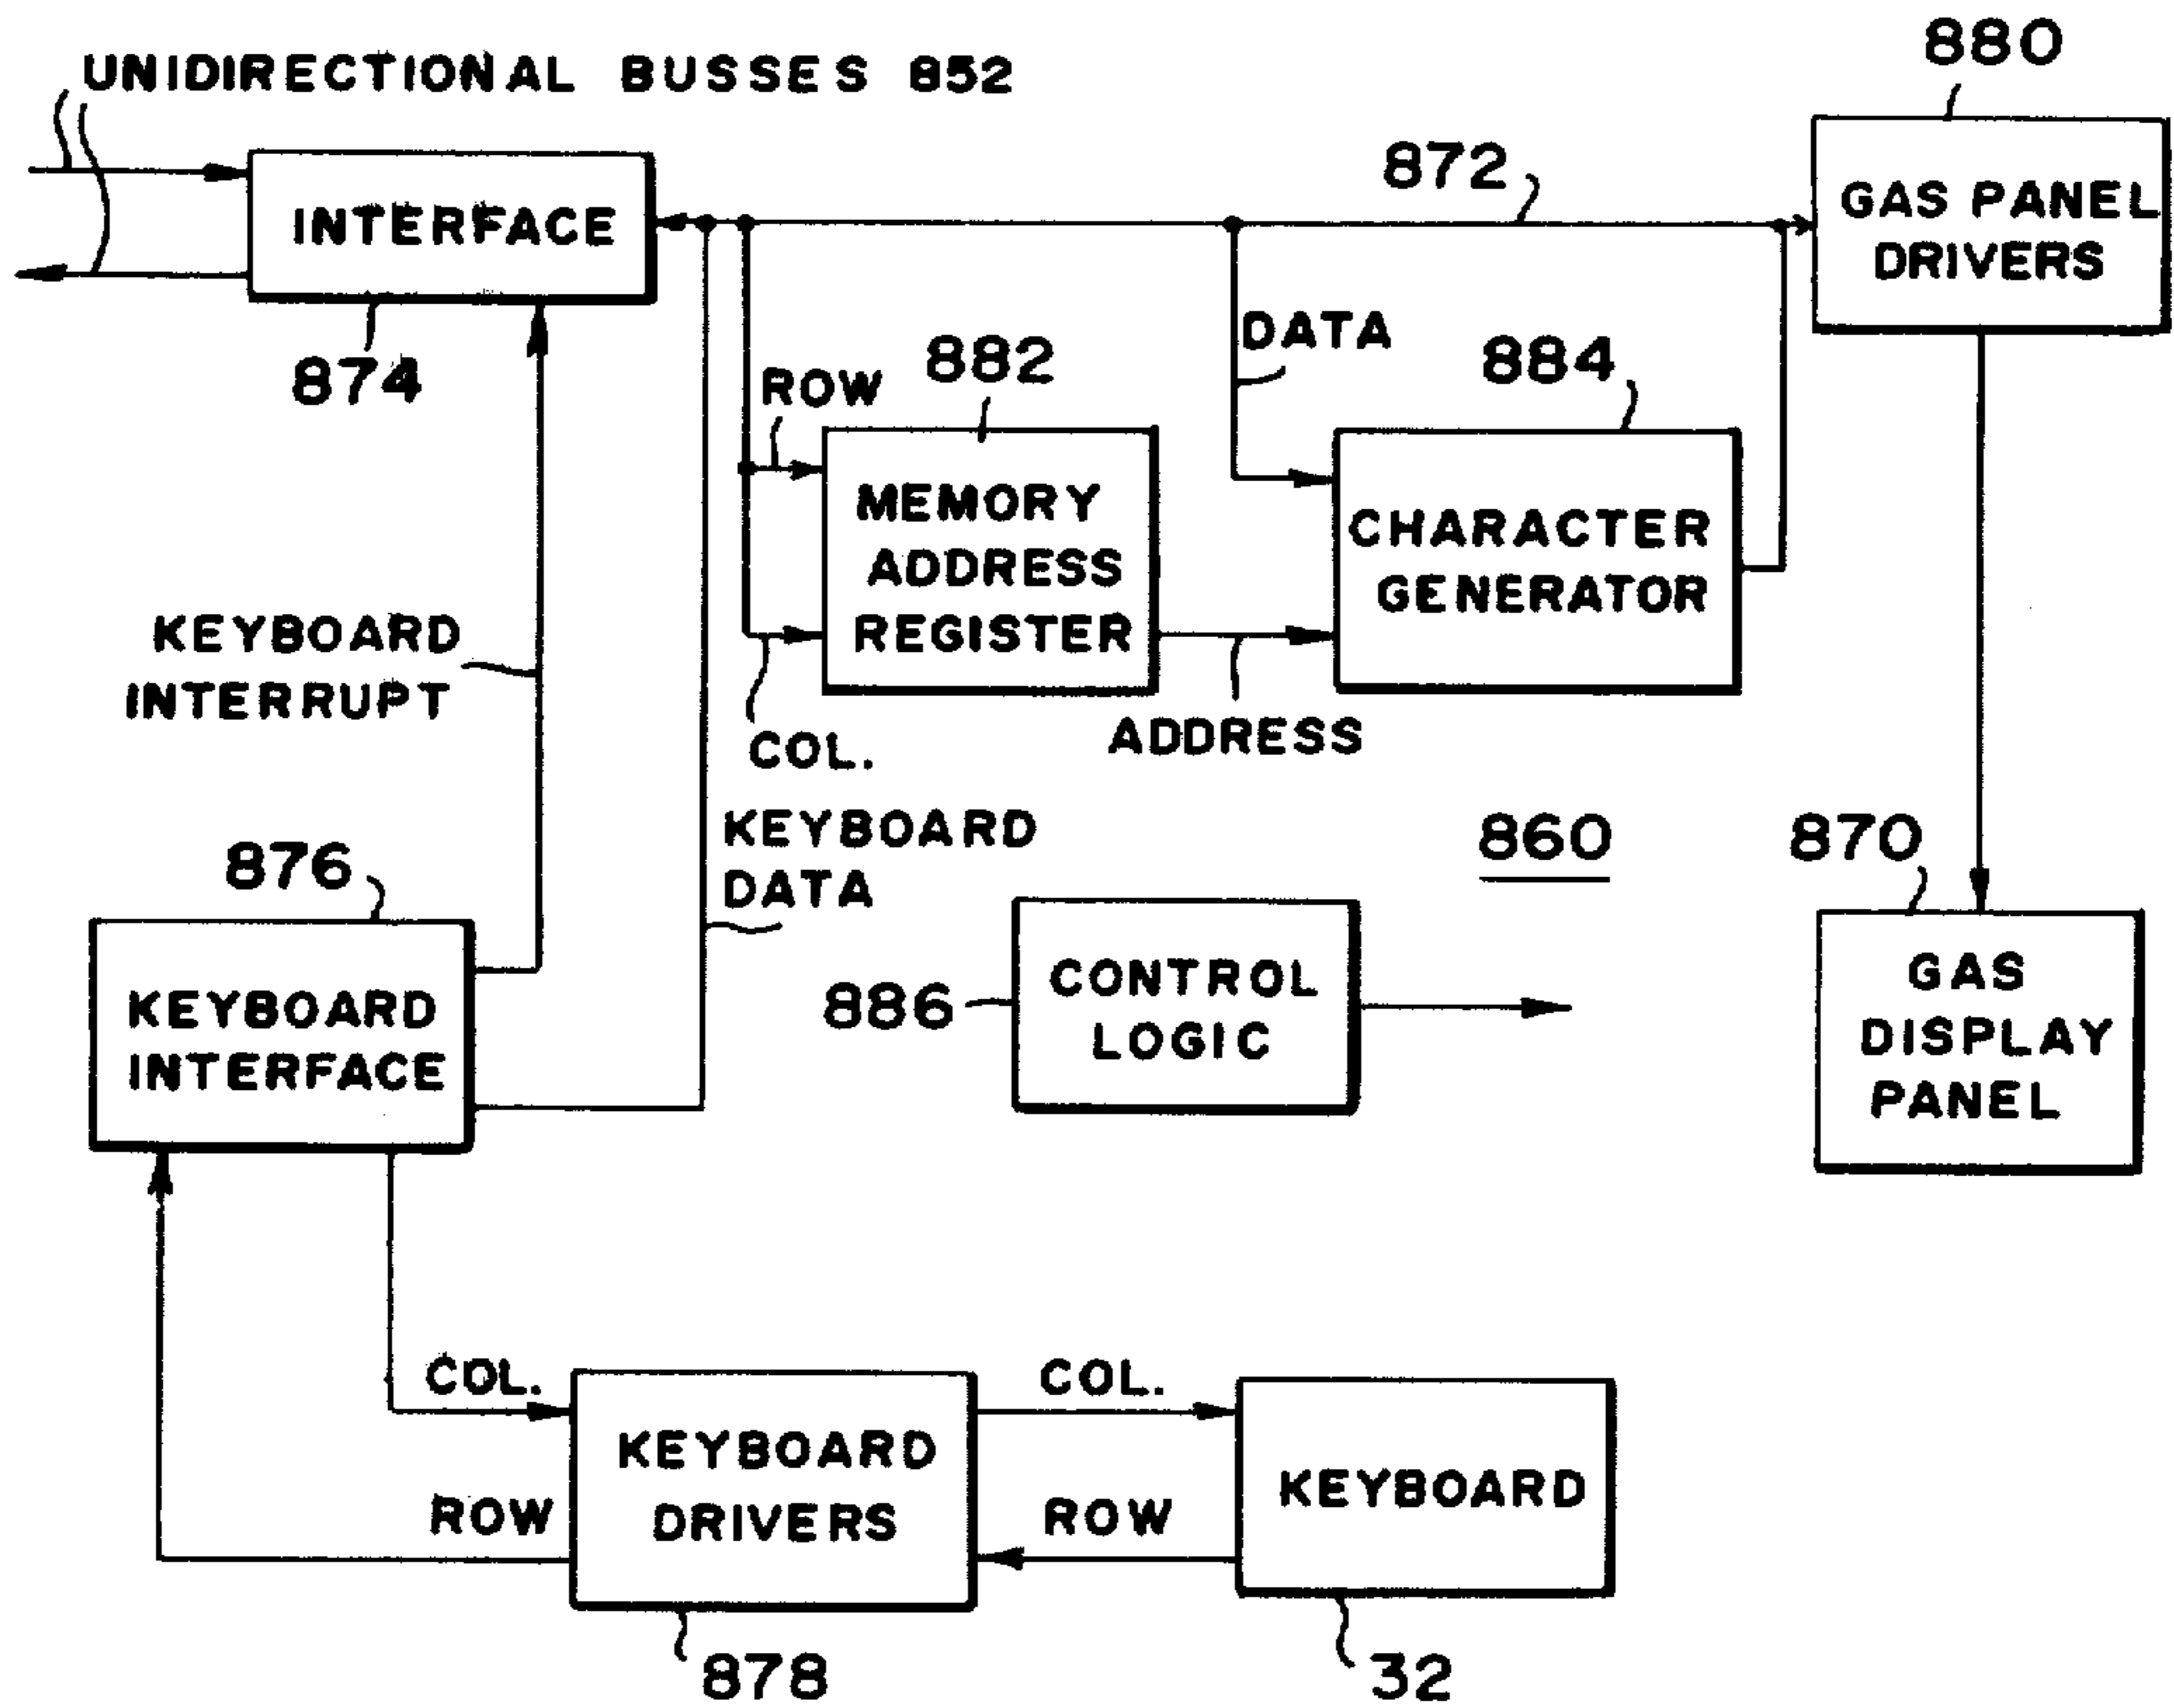 UNIDIRECTIONAL BUSSES 852
880
872
INTERFACE
GAS PANEL
DRIVERS
874
DATA
ROW
882
884
MEMORY
ADDRESS
REGISTER
CHARACTER
GENERATOR
KEYBOARD
INTERRUPT
COL.
ADDRESS
KEYBOARD
DATA
860
870
876
KEYBOARD
INTERFACE
886
CONTROL
LOGIC
GAS
DISPLAY
PANEL
COL.
COL.
KEYBOARD
DRIVERS
KEYBOARD
ROW
ROW
878
32